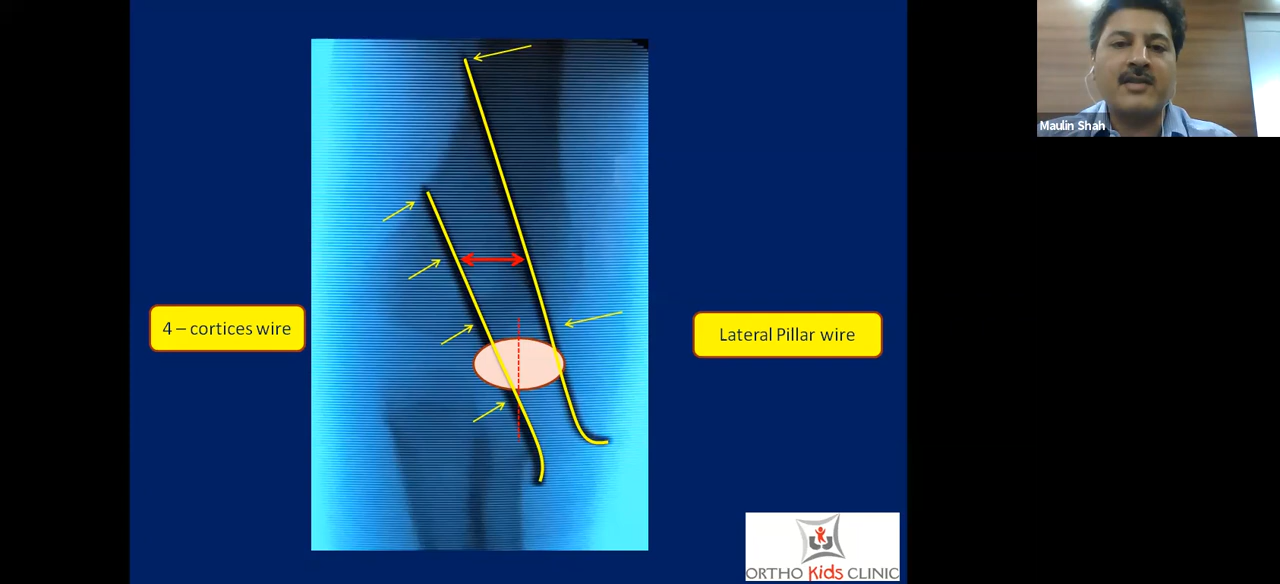 Maulin Shah
4 – cortices wire
Lateral Pillar wire
ORTHO Kids CLINIC